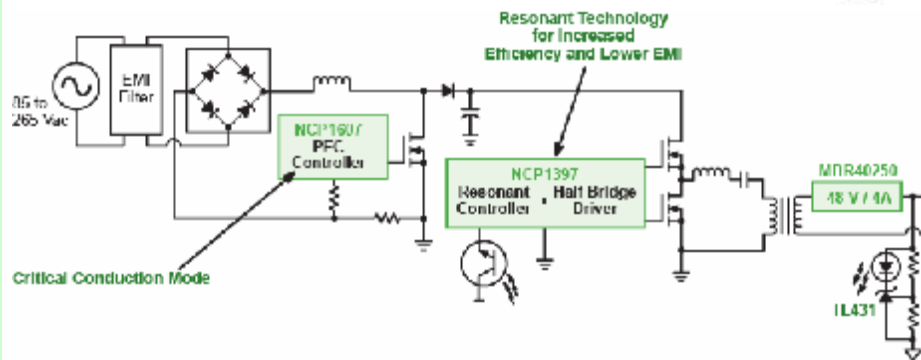 Resonant Technology
for Increased
Efficiency and Lower EMI
EMI
Filter
85 to
265 Vac
NCP1607
PFC
Controller
NCP1397
Resonant
Controller
Half Bridge
Driver
MBR40250
48 V / 4A
Critical Conduction Mode
TL431